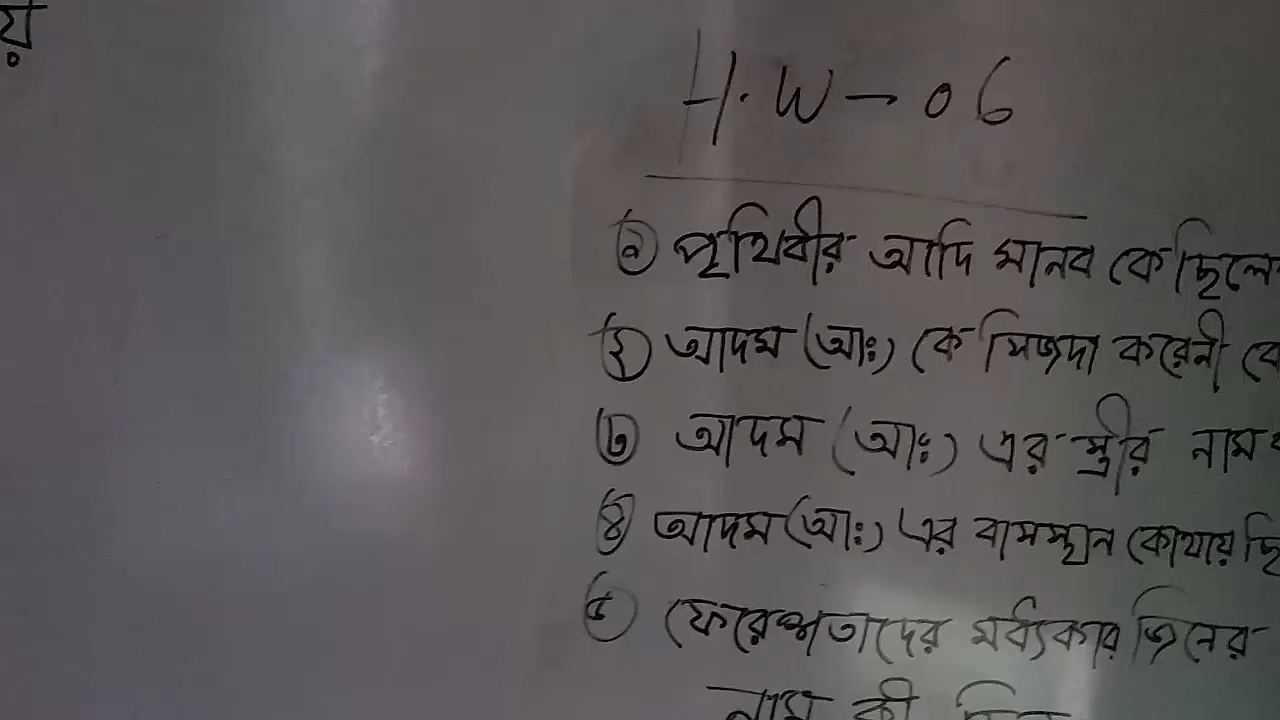 য়
H.W – 06
১ পৃথিবীর আদি মানব কে ছিলে
২ আদম (আঃ) কে সিজদা করেনী
৩ আদম (আঃ) এর স্ত্রীর নাম
৪ আদম (আঃ) এর বাসস্থান কোথায় ছি
৫ ফেরেশতাদের মধ্যকার জ্বিনের
নাম কী